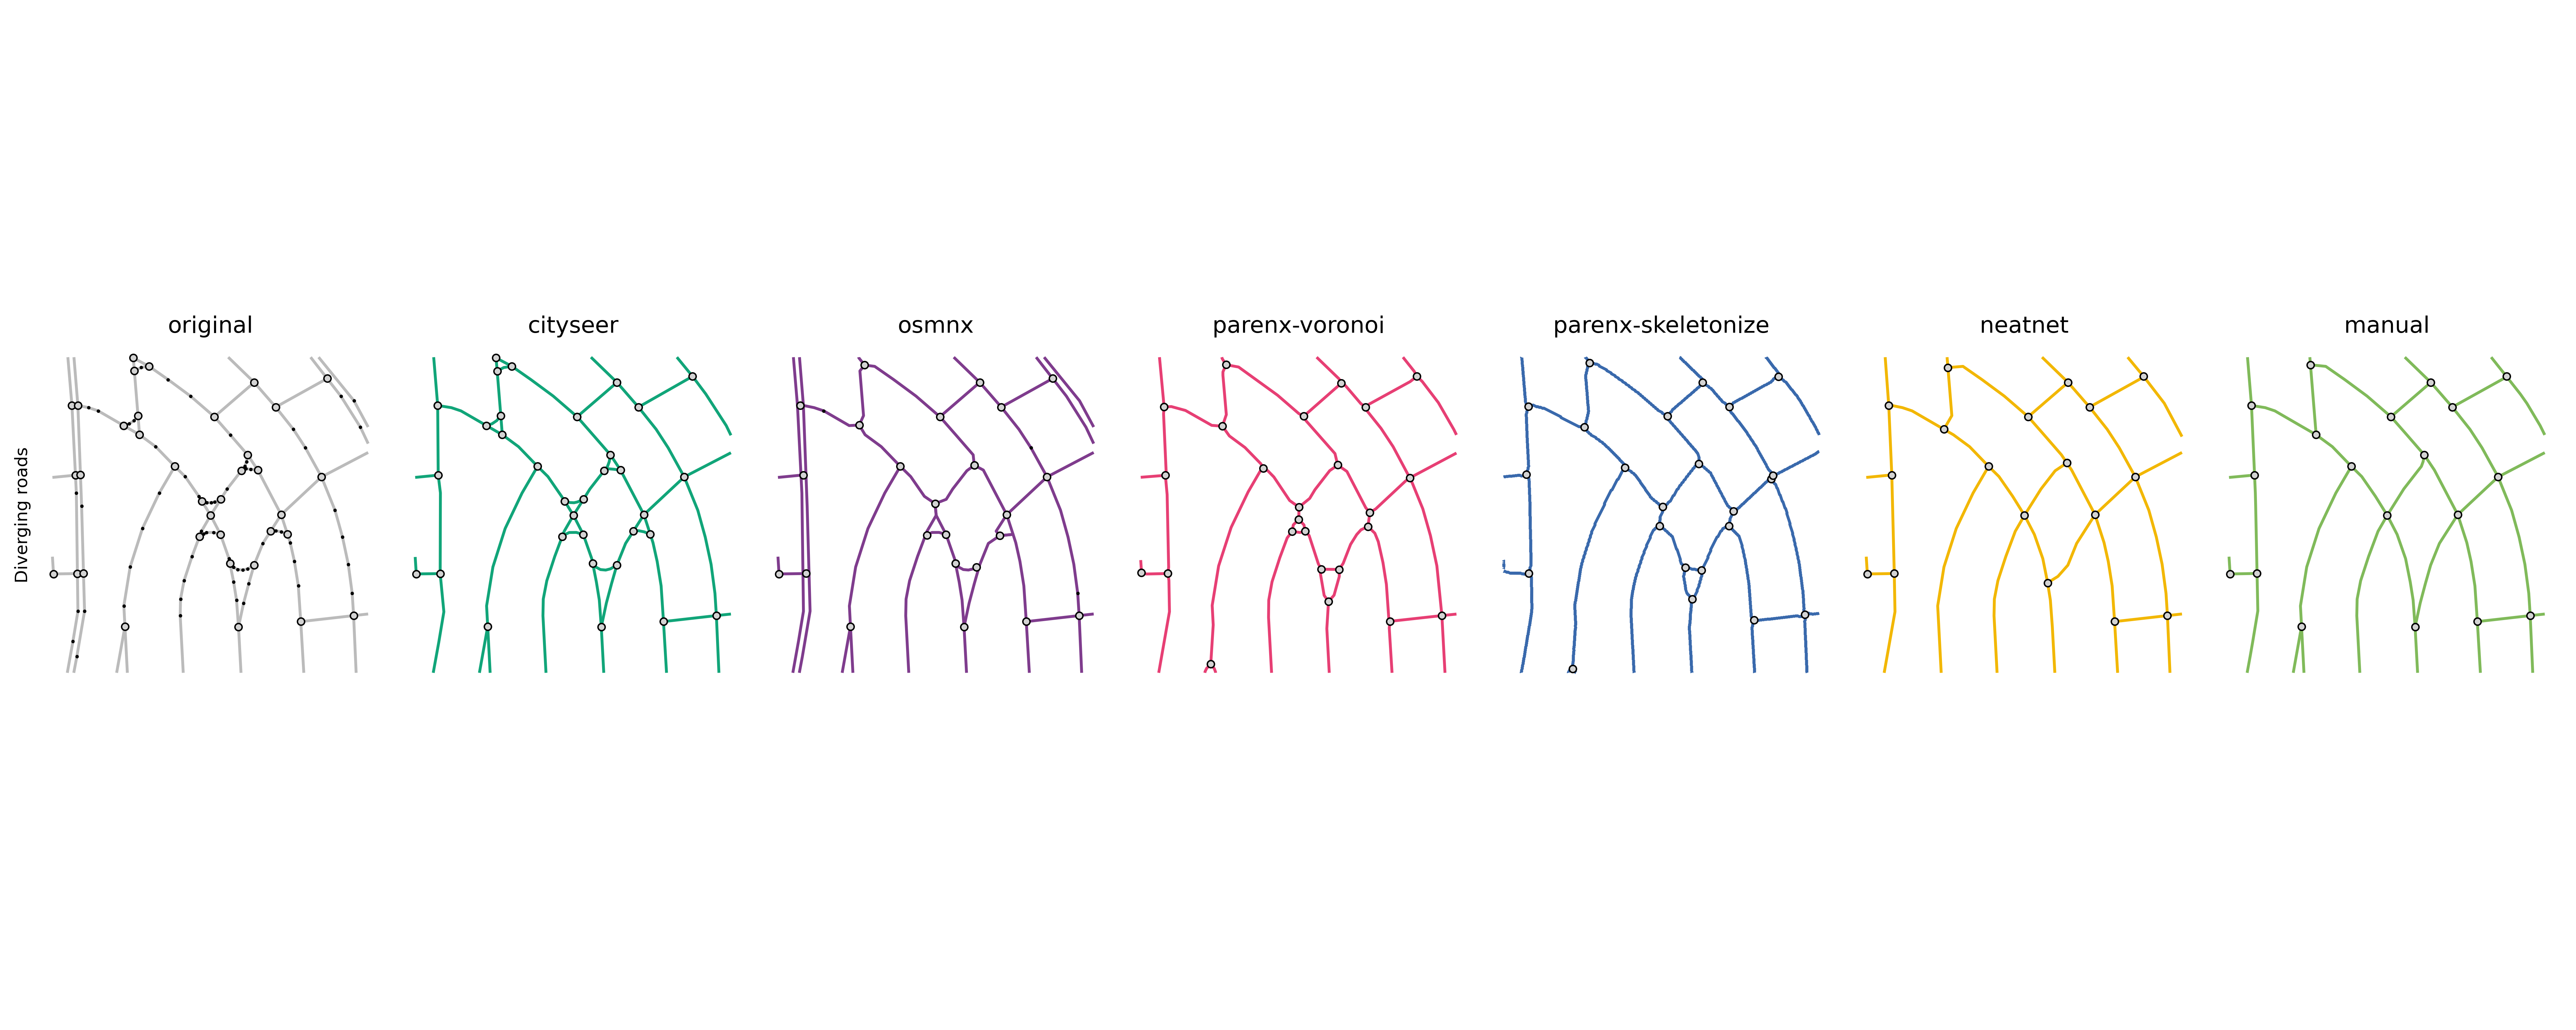 original
cityseer
osmnx
parenx-voronoi
parenx-skeletonize
neatnet
manual
Diverging roads